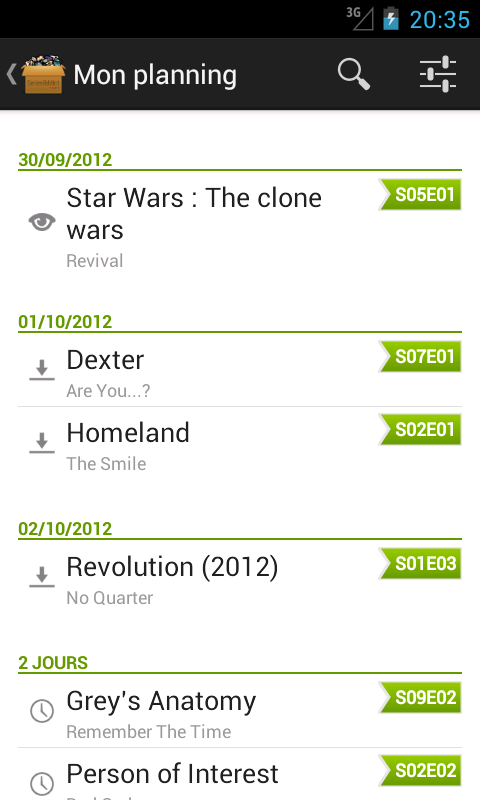 3G
20:35
Mon planning
30/09/2012
Star Wars : The clone
wars
S05E01
Revival
01/10/2012
Dexter
S07E01
Are You...?
Homeland
S02E01
The Smile
02/10/2012
Revolution (2012)
S01E03
No Quarter
2 JOURS
Grey's Anatomy
S09E02
Remember The Time
Person of Interest
S02E02